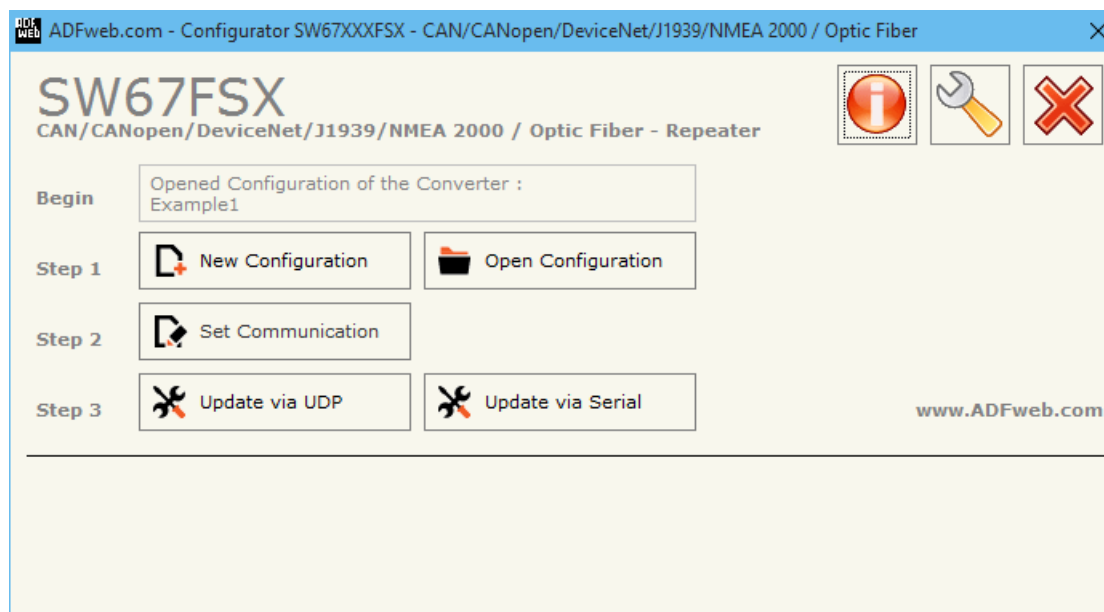 ADF
WEB
ADFweb.com - Configurator SW67XXXFSX - CAN/CANopen/DeviceNet/J1939/NMEA 2000 / Optic Fiber
SW67FSX
CAN/CANopen/DeviceNet/J1939/NMEA 2000 / Optic Fiber - Repeater
Begin
Opened Configuration of the Converter :
Example1
Step 1
New Configuration
Open Configuration
Step 2
Set Communication
Step 3
Update via UDP
Update via Serial
www.ADFweb.com